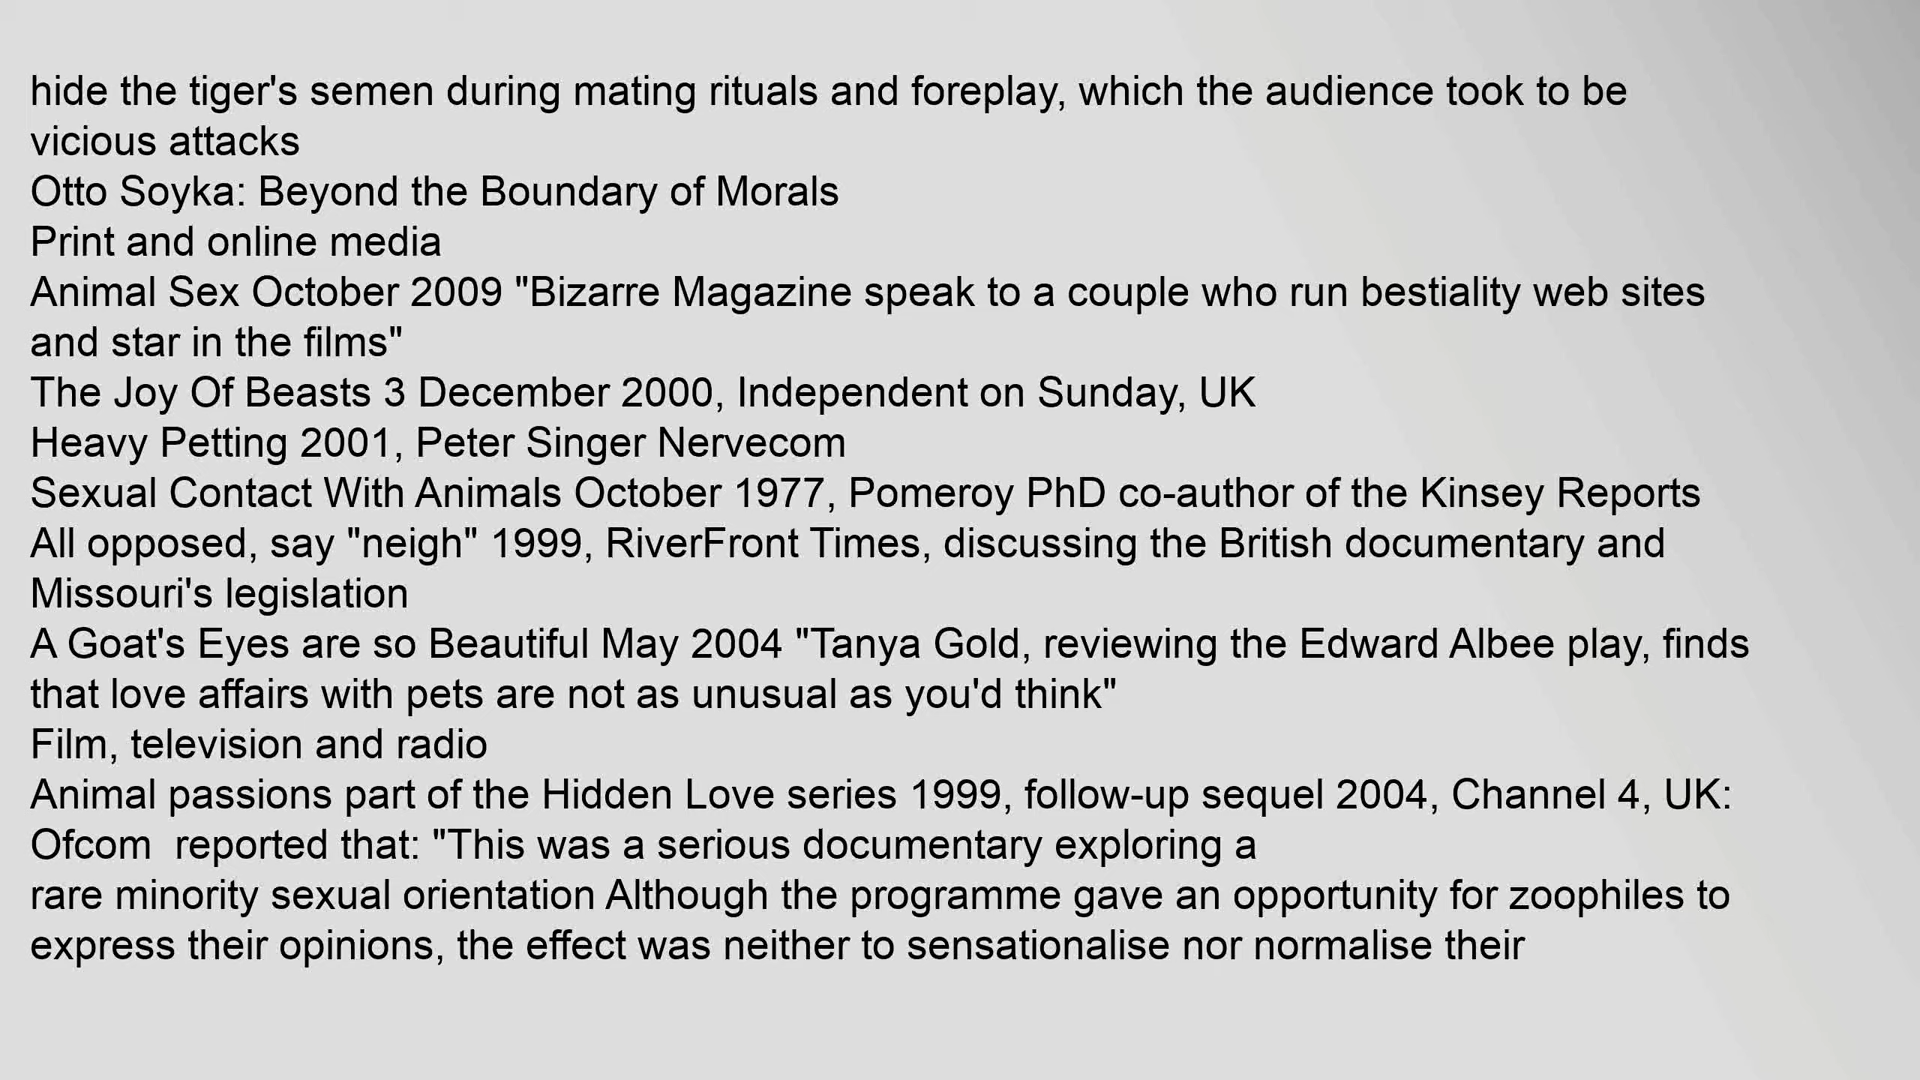 hide the tiger's semen during mating rituals and foreplay, which the audience took to be
vicious attacks
Otto Soyka: Beyond the Boundary of Morals
Print and online media
Animal Sex October 2009 "Bizarre Magazine speak to a couple who run bestiality web sites
and star in the films"
The Joy Of Beasts 3 December 2000, Independent on Sunday, UK
Heavy Petting 2001, Peter Singer Nervecom
Sexual Contact With Animals October 1977, Pomeroy PhD co-author of the Kinsey Reports
All opposed, say "neigh" 1999, RiverFront Times, discussing the British documentary and
Missouri's legislation
A Goat's Eyes are so Beautiful May 2004 "Tanya Gold, reviewing the Edward Albee play, finds
that love affairs with pets are not as unusual as you'd think"
Film, television and radio
Animal passions part of the Hidden Love series 1999, follow-up sequel 2004, Channel 4, UK:
Ofcom  reported that: "This was a serious documentary exploring a
rare minority sexual orientation Although the programme gave an opportunity for zoophiles to
express their opinions, the effect was neither to sensationalise nor normalise their